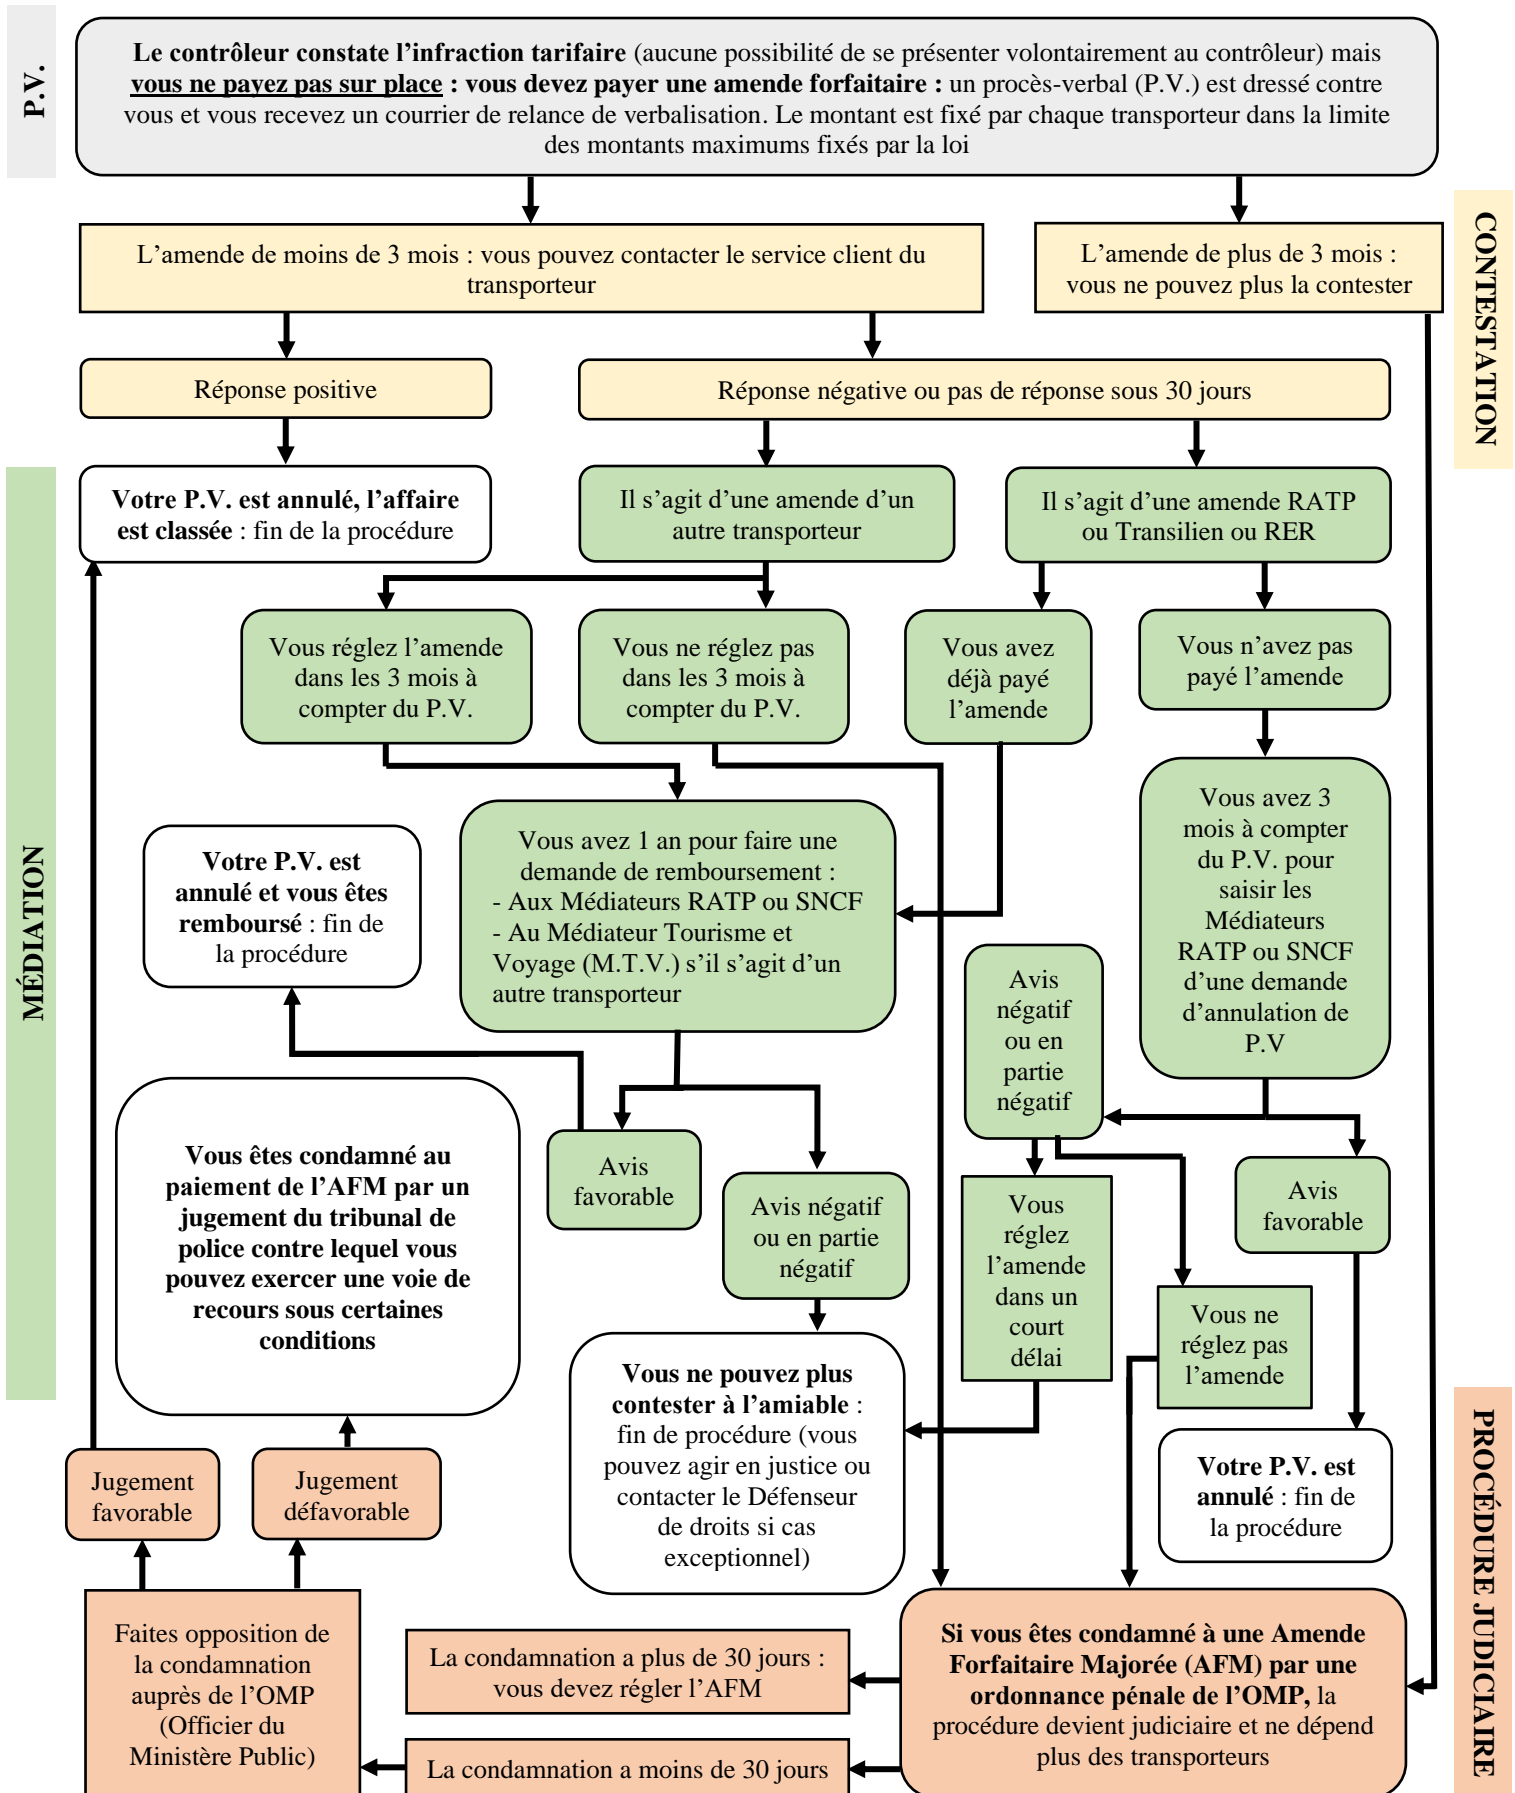 P.V.
Le contrôleur constate l’infraction tarifaire (aucune possibilité de se présenter volontairement au contrôleur) mais
vous ne payez pas sur place : vous devez payer une amende forfaitaire : un procès-verbal (P.V.) est dressé contre
vous et vous recevez un courrier de relance de verbalisation. Le montant est fixé par chaque transporteur dans la limite
des montants maximums fixés par la loi
CONTESTATION
L’amende de moins de 3 mois : vous pouvez contacter le service client du
transporteur
L’amende de plus de 3 mois :
vous ne pouvez plus la contester
Réponse positive
Réponse négative ou pas de réponse sous 30 jours
MÉDIATION
Votre P.V. est annulé, l’affaire
est classée : fin de la procédure
Il s’agit d’une amende d’un
autre transporteur
Il s’agit d’une amende RATP
ou Transilien ou RER
Vous réglez l’amende
dans les 3 mois à
compter du P.V.
Vous ne réglez pas
dans les 3 mois à
compter du P.V.
Vous avez
déjà payé
l’amende
Vous n’avez pas
payé l’amende
Votre P.V. est
annulé et vous êtes
remboursé : fin de
la procédure
Vous avez 1 an pour faire une
demande de remboursement :
- Aux Médiateurs RATP ou SNCF
- Au Médiateur Tourisme et
Voyage (M.T.V.) s’il s’agit d’un
autre transporteur
Vous avez 3
mois à compter
du P.V. pour
saisir les
Médiateurs
RATP ou SNCF
d’une demande
d’annulation de
P.V
Avis
négatif
ou en
partie
négatif
Vous êtes condamné au
paiement de l’AFM par un
jugement du tribunal de
police contre lequel vous
pouvez exercer une voie de
recours sous certaines
conditions
Avis
favorable
Avis négatif
ou en partie
négatif
Vous
réglez
l’amende
dans un
court
délai
Avis
favorable
Vous ne
réglez pas
l’amende
Vous ne pouvez plus
contester à l’amiable :
fin de procédure (vous
pouvez agir en justice ou
contacter le Défenseur
de droits si cas
exceptionnel)
Votre P.V. est
annulé : fin de
la procédure
PROCÉDURE JUDICIAIRE
Jugement
favorable
Jugement
défavorable
Faites opposition de
la condamnation
auprès de l’OMP
(Officier du
Ministère Public)
La condamnation a plus de 30 jours :
vous devez régler l’AFM
La condamnation a moins de 30 jours
Si vous êtes condamné à une Amende
Forfaitaire Majorée (AFM) par une
ordonnance pénale de l’OMP, la
procédure devient judiciaire et ne dépend
plus des transporteurs